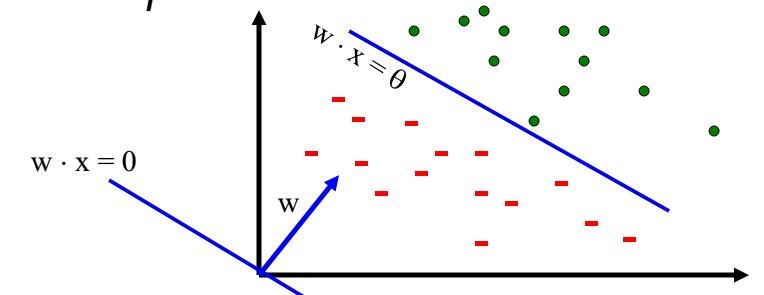 w · x = θ
w · x = 0
w